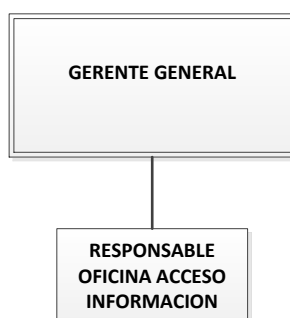 GERENTE GENERAL
RESPONSABLE
OFICINA ACCESO
INFORMACION